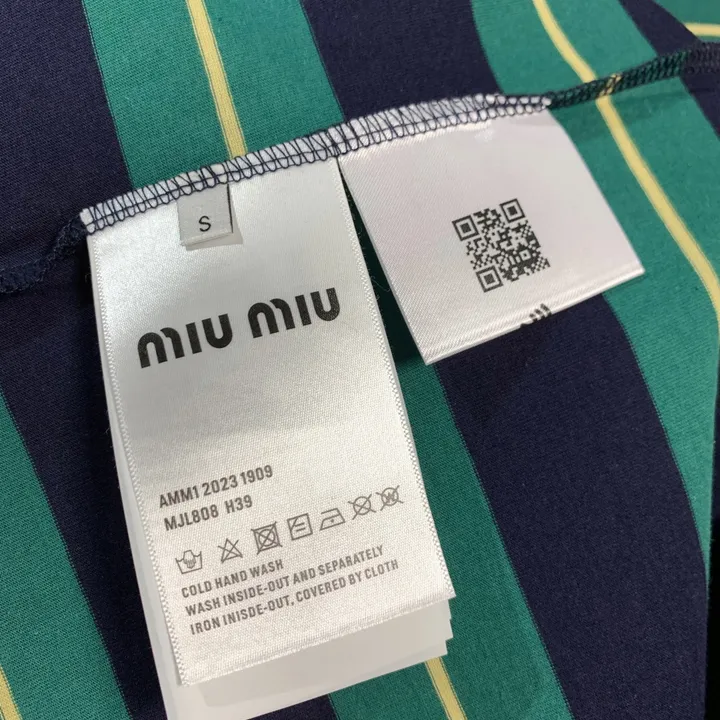 S
MIU MIU
AMM1 2023 1909
MJL808 H39
COLD HAND WASH
WASH INSIDE-OUT AND SEPARATELY
IRON INISDE-OUT, COVERED BY CLOTH